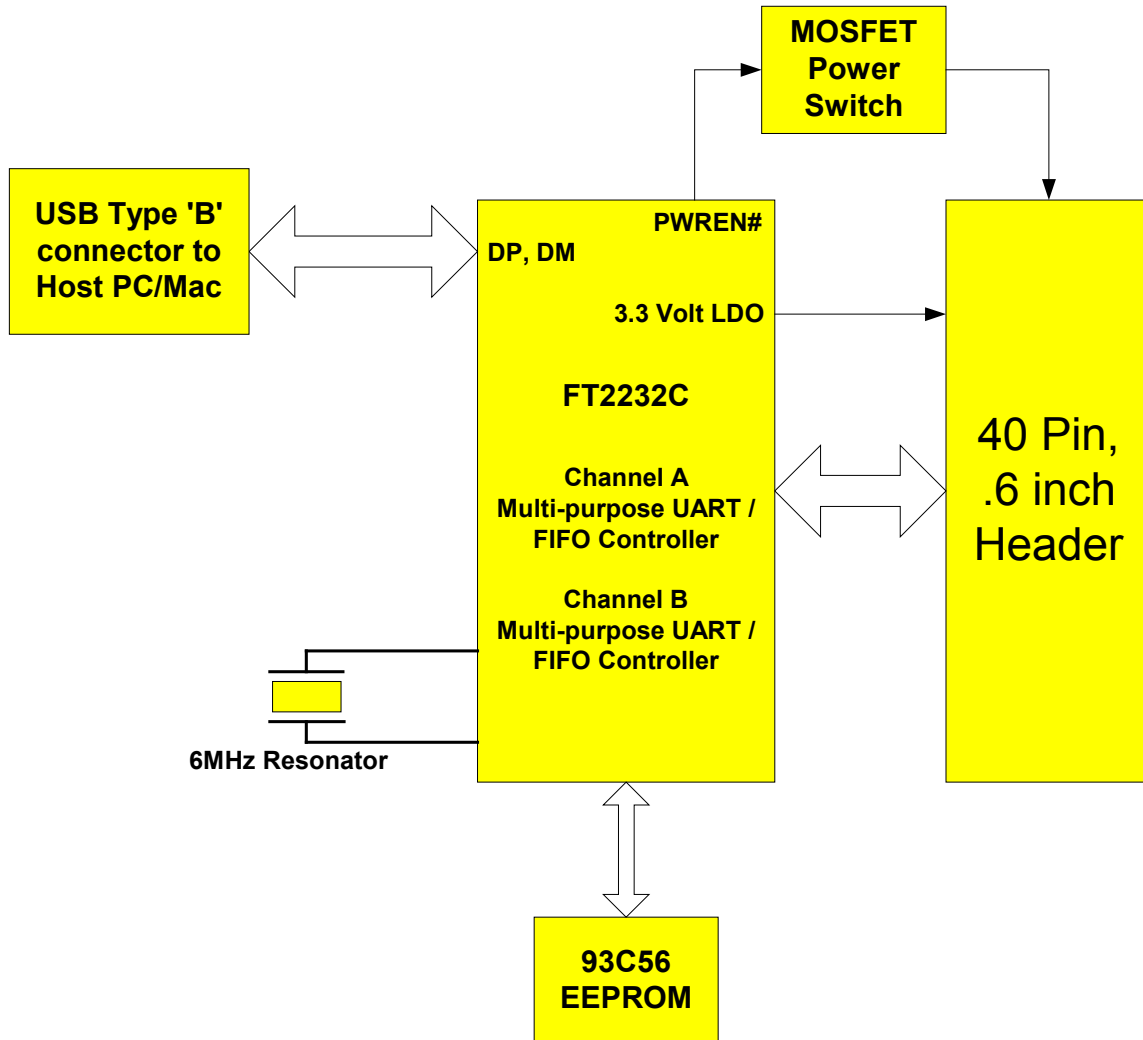 MOSFET
Power
Switch
USB Type 'B'
connector to
Host PC/Mac
PWREN#
DP, DM
3.3 Volt LDO
FT2232C
Channel A
Multi-purpose UART /
FIFO Controller
Channel B
Multi-purpose UART /
FIFO Controller
40 Pin,
.6 inch
Header
6MHz Resonator
93C56
EEPROM